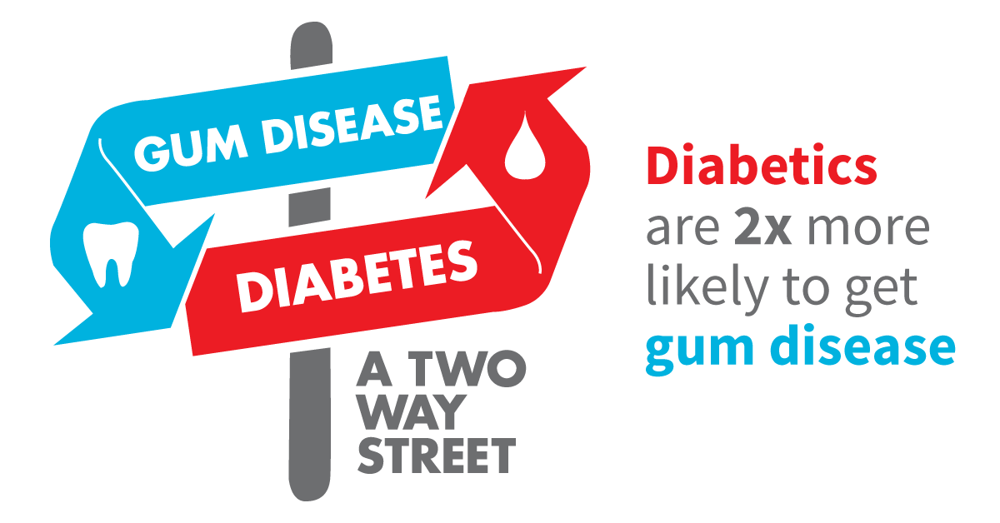 GUM DISEASE
DIABETES
A TWO
WAY
STREET
Diabetics
are 2x more
likely to get
gum disease